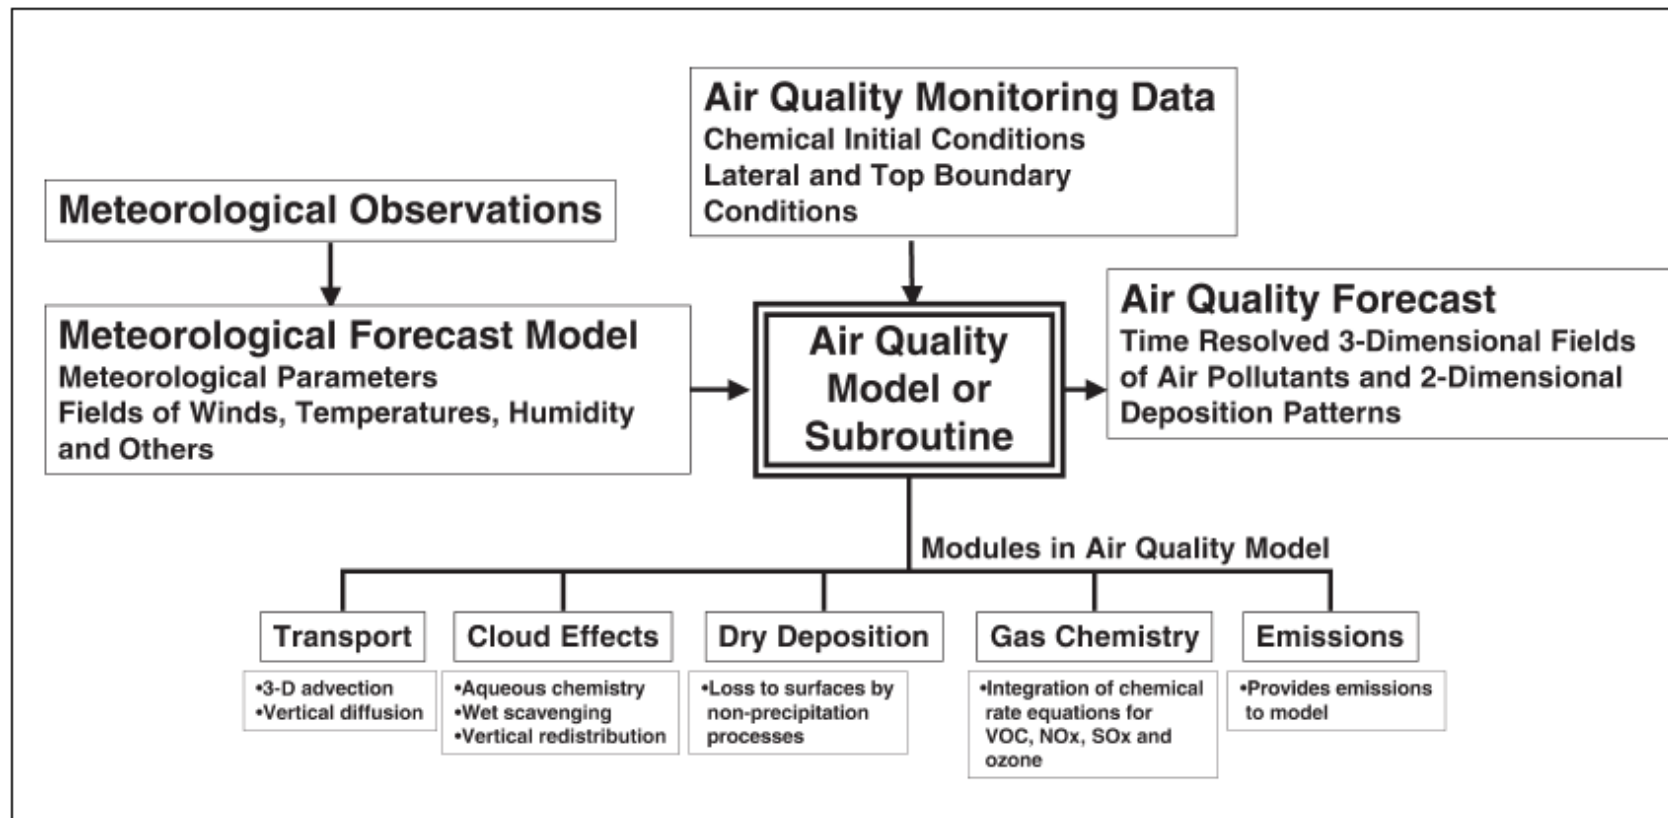 Air Quality Monitoring Data
Chemical Initial Conditions
Lateral and Top Boundary
Conditions
Meteorological Observations
Meteorological Forecast Model
Meteorological Parameters
Fields of Winds, Temperatures, Humidity
and Others
Air Quality
Model or
Subroutine
Air Quality Forecast
Time Resolved 3-Dimensional Fields
of Air Pollutants and 2-Dimensional
Deposition Patterns
Modules in Air Quality Model
Transport
•3-D advection
•Vertical diffusion
Cloud Effects
•Aqueous chemistry
•Wet scavenging
•Vertical redistribution
Dry Deposition
•Loss to surfaces by
non-precipitation
processes
Gas Chemistry
•Integration of chemical
rate equations for
VOC, NOx, SOx and
ozone
Emissions
•Provides emissions
to model